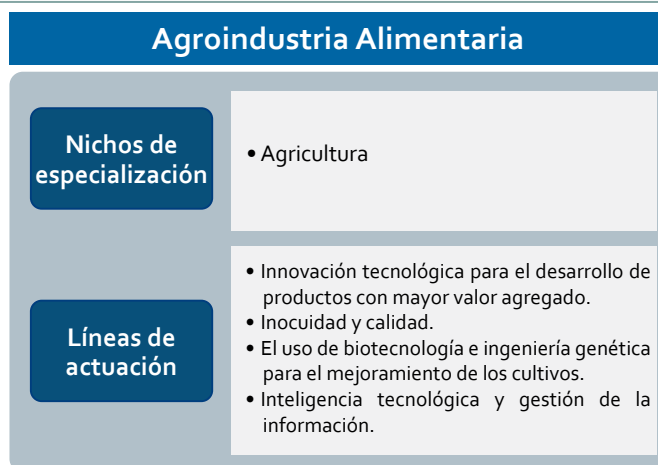 Agroindustria Alimentaria
Nichos de
especialización
• Agricultura
Líneas de
actuación
• Innovación tecnológica para el desarrollo de
productos con mayor valor agregado.
• Inocuidad y calidad.
• El uso de biotecnología e ingeniería genética
para el mejoramiento de los cultivos.
• Inteligencia tecnológica y gestión de la
información.